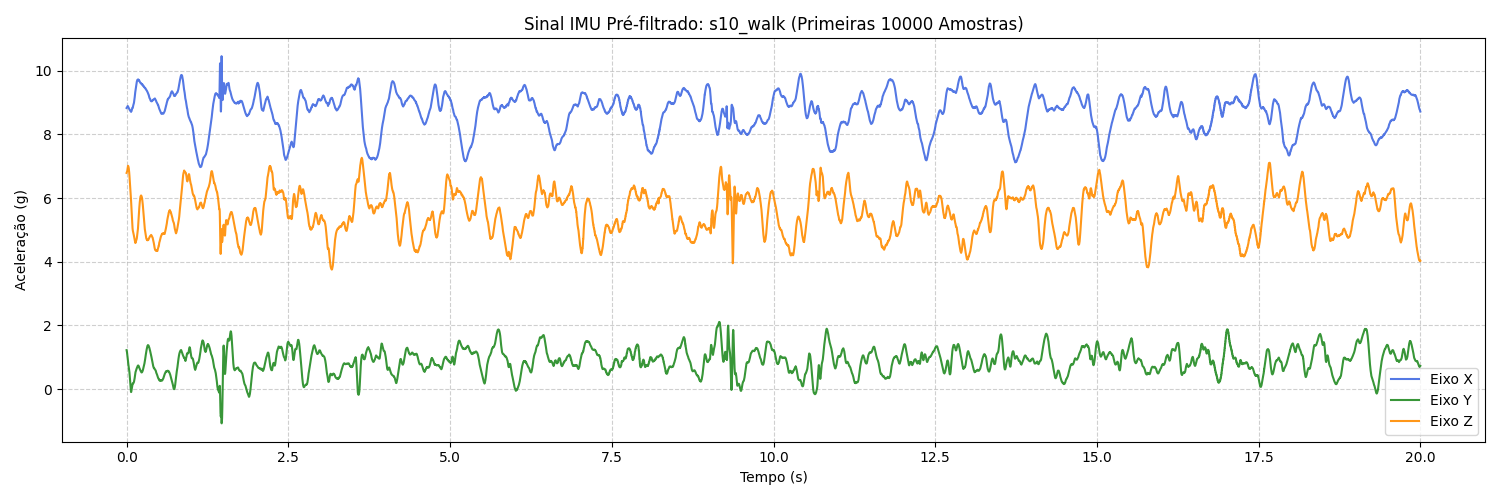 Sinal IMU Pré-filtrado: s10_walk (Primeiras 10000 Amostras)
Aceleração (g)
10
8
6
4
2
0
0.0 2.5 5.0 7.5 10.0 12.5 15.0 17.5 20.0
Tempo (s)
Eixo X
Eixo Y
Eixo Z